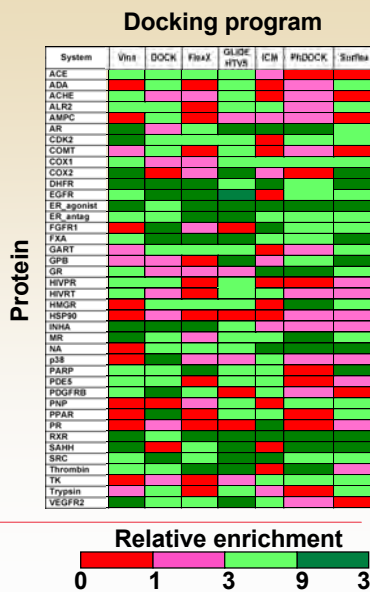 Docking program
System Vina DOCK FlexX GLIDE HTVS ICM PhDOCK Surflex
Protein
ACE
ADA
ACHE
ALR2
AMPC
AR
CDK2
COMT
COX1
COX2
DHFR
EGFR
ER_agonist
ER_antag
FGFR1
FXA
GART
GPB
GR
HIVPR
HIVRT
HMGR
HSP90
INHA
MR
NA
p38
PARP
PDE5
PDGFRB
PNP
PPAR
PR
RXR
SAHH
SRC
Thrombin
TK
Trypsin
VEGFR2
Relative enrichment
0 1 3 9 3